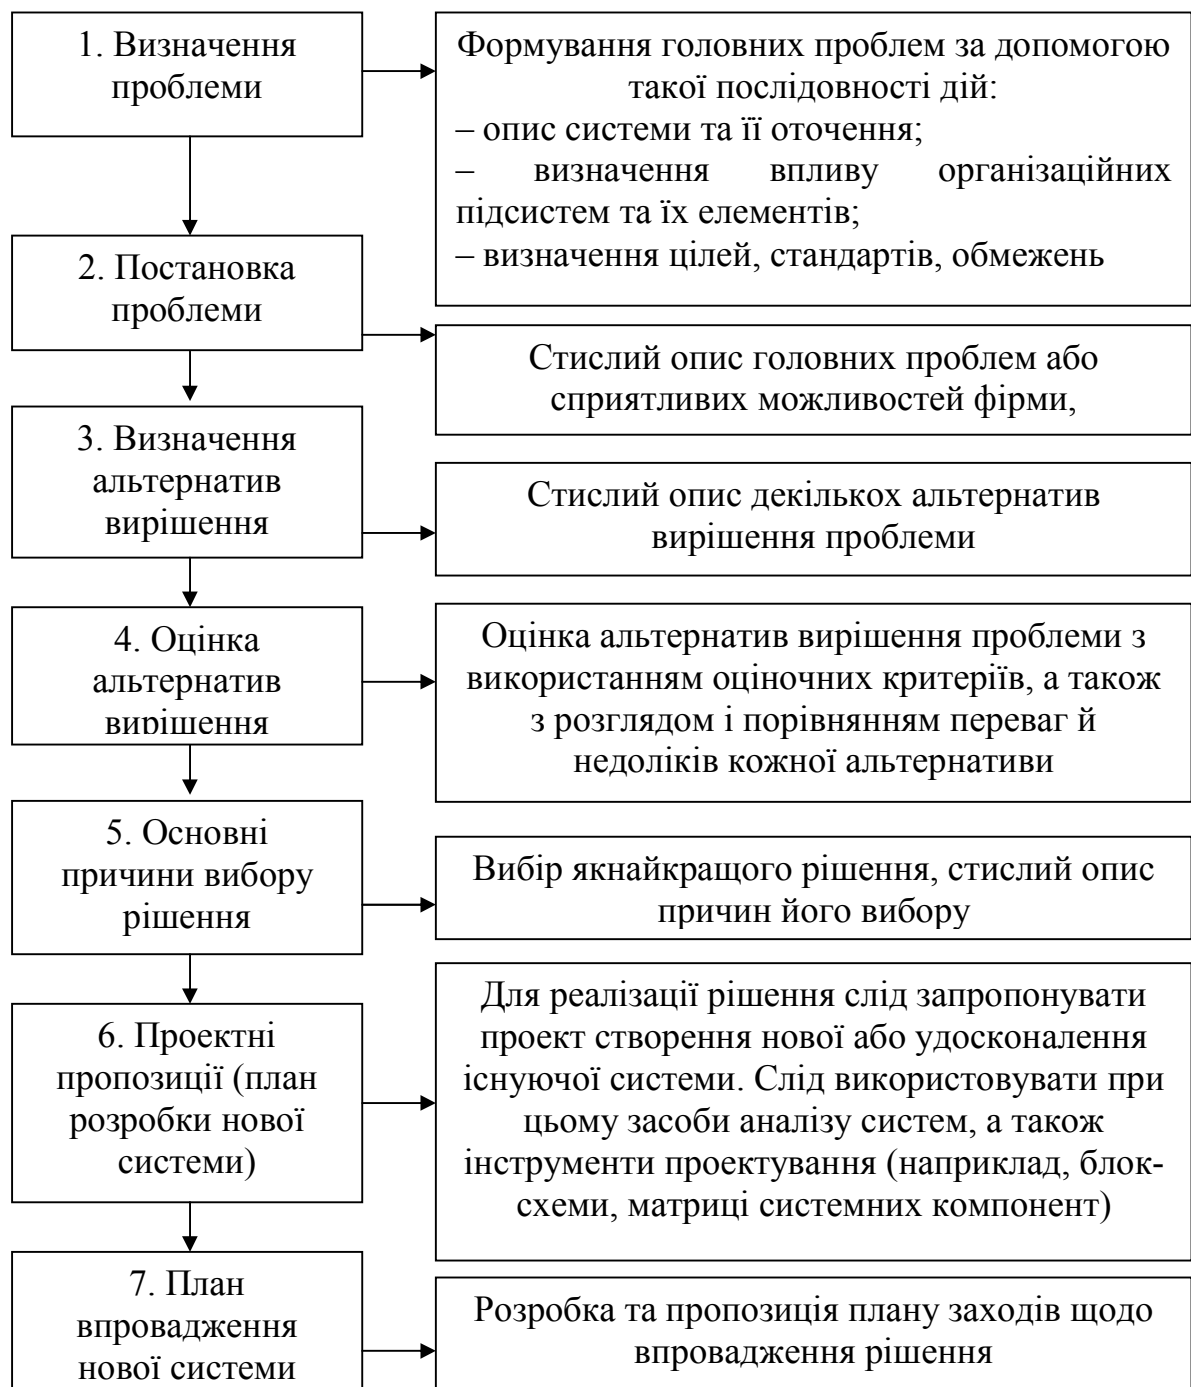 1. Визначення
проблеми
Формування головних проблем за допомогою
такої послідовності дій:
– опис системи та її оточення;
– визначення впливу організаційних
підсистем та їх елементів;
– визначення цілей, стандартів, обмежень
2. Постановка
проблеми
Стислий опис головних проблем або
сприятливих можливостей фірми,
3. Визначення
альтернатив
вирішення
Стислий опис декількох альтернатив
вирішення проблеми
4. Оцінка
альтернатив
вирішення
Оцінка альтернатив вирішення проблеми з
використанням оціночних критеріїв, а також
з розглядом і порівнянням переваг й
недоліків кожної альтернативи
5. Основні
причини вибору
рішення
Вибір якнайкращого рішення, стислий опис
причин його вибору
6. Проектні
пропозиції (план
розробки нової
системи)
Для реалізації рішення слід запропонувати
проект створення нової або удосконалення
існуючої системи. Слід використовувати при
цьому засоби аналізу систем, а також
інструменти проектування (наприклад, блок-
схеми, матриці системних компонент)
7. План
впровадження
нової системи
Розробка та пропозиція плану заходів щодо
впровадження рішення